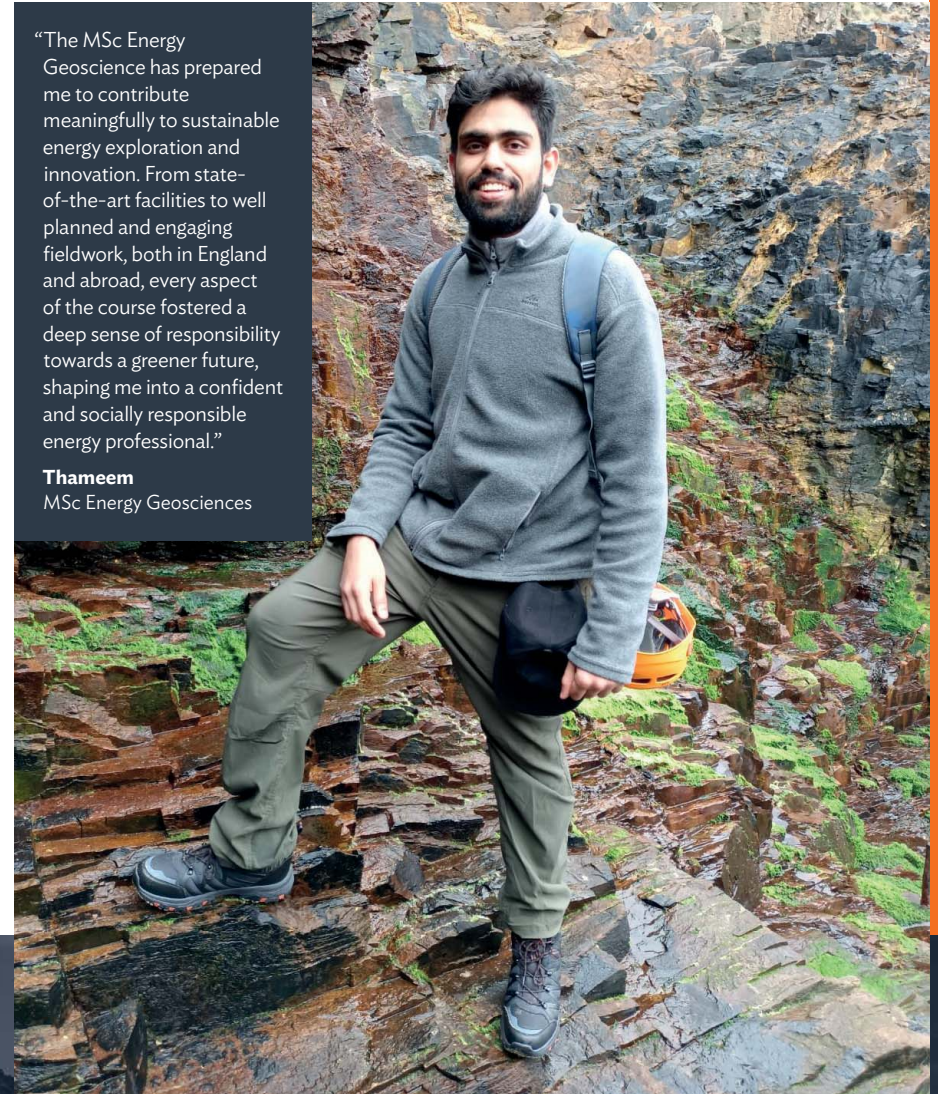 “The MSc Energy
Geoscience has prepared
me to contribute
meaningfully to sustainable
energy exploration and
innovation. From state-
of-the-art facilities to well
planned and engaging
fieldwork, both in England
and abroad, every aspect
of the course fostered a
deep sense of responsibility
towards a greener future,
shaping me into a confident
and socially responsible
energy professional.”
Thameem
MSc Energy Geosciences